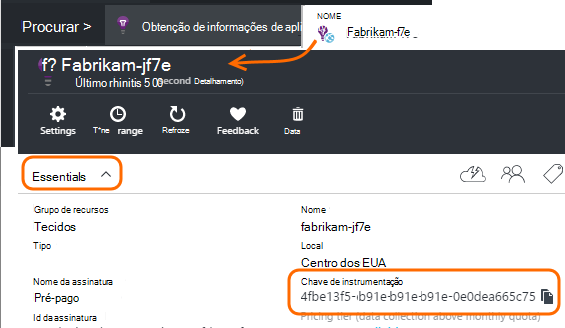 Procurar >
Obtenção de informações de apli
NOME
Fabrikam-f7e
f? Fabrikam-jf7e
Último rhinitis 5 00 second Detalhamento)
Settings
T^ne range
Refroze
Feedback
Data
Essentials
Grupo de recursos
Tecidos
Nome
fabrikam-jf7e
Tipo
Local
Centro dos EUA
Nome da assinatura
Pré-pago
Chave de instrumentação
4fbe13f5-ib91e-b91e-b91e-0e0dea665c75
Id da assinatura
Pricing tier (data collection above monthly quota)